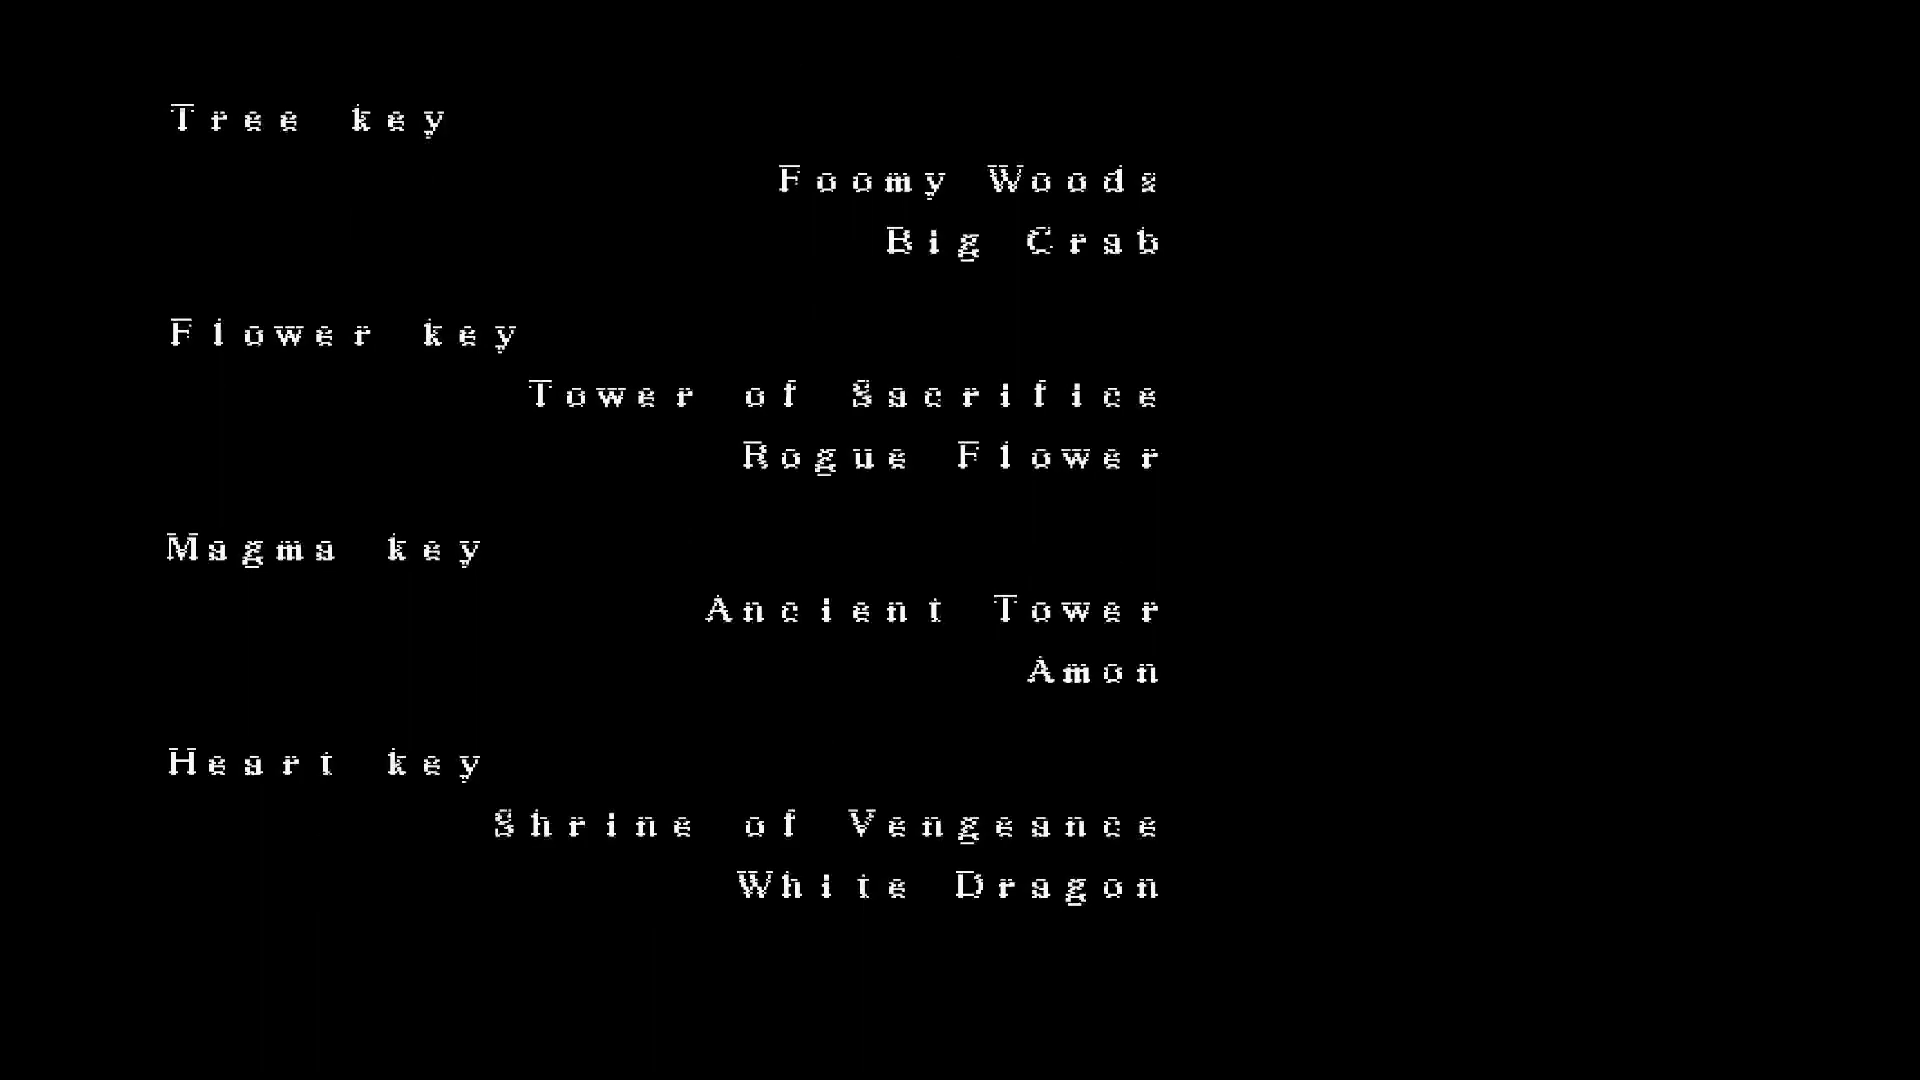 Tree key
Foomy Woods
Big Crab
Flower key
Tower of Sacrifice
Rogue Flower
Magma key
Ancient Tower
Amon
Heart key
Shrine of Vengeance
White Dragon